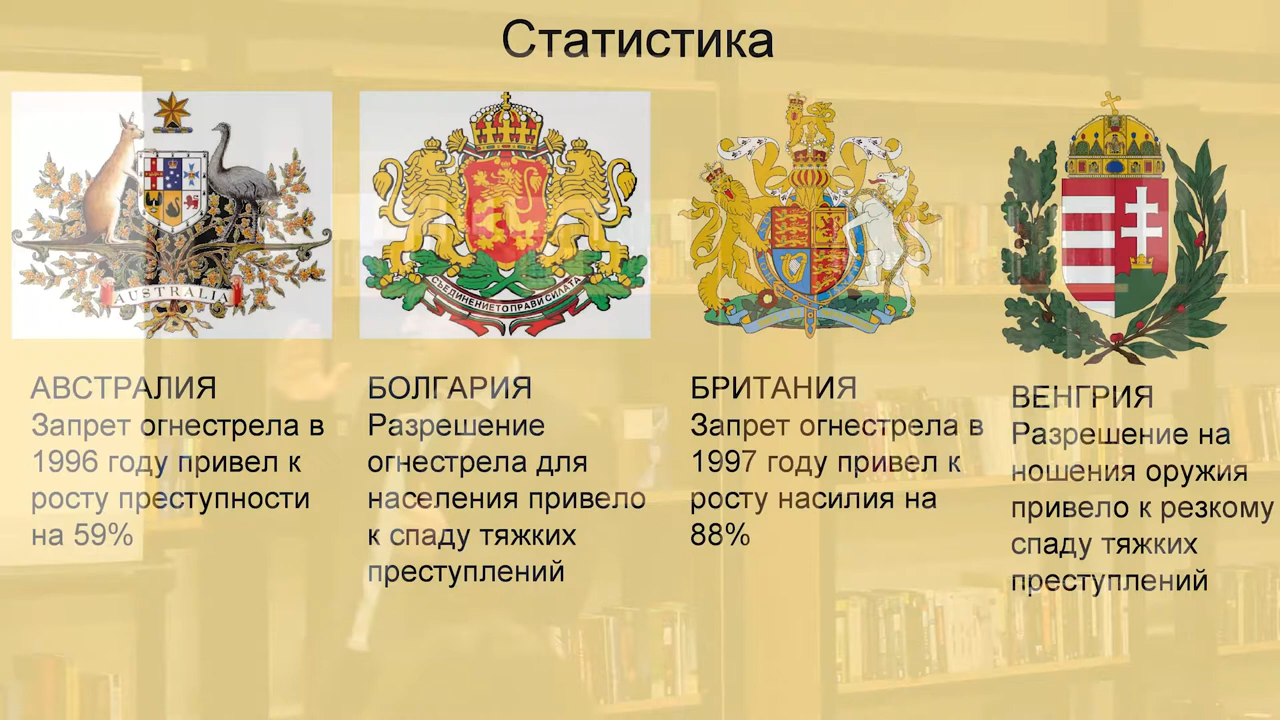 Статистика
AUSTRALIA
СЪЕДИНЕНИЕТО ПРАВИ СИЛАТА
АВСТРАЛИЯ
Запрет огнестрела в
1996 году привел к
росту преступности
на 59%
БОЛГАРИЯ
Разрешение
огнестрела для
населения привело
к спаду тяжких
преступлений
БРИТАНИЯ
Запрет огнестрела в
1997 году привел к
росту насилия на
88%
ВЕНГРИЯ
Разрешение на
ношения оружия
привело к резкому
спаду тяжких
преступлений